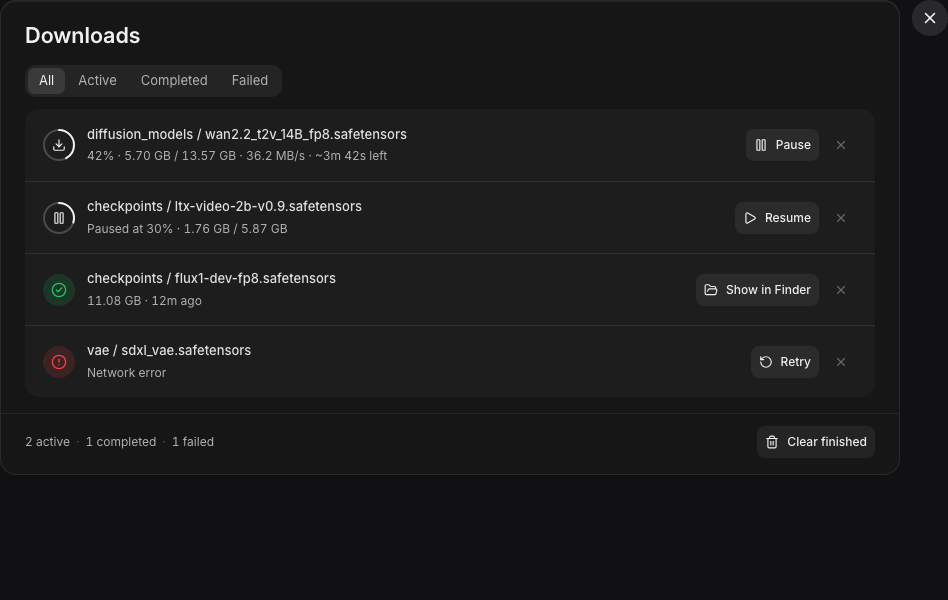 Downloads
All Active Completed Failed
diffusion_models / wan2.2_t2v_14B_fp8.safetensors
42% · 5.70 GB / 13.57 GB · 36.2 MB/s · ~3m 42s left
Pause
checkpoints / ltx-video-2b-v0.9.safetensors
Paused at 30% · 1.76 GB / 5.87 GB
Resume
checkpoints / flux1-dev-fp8.safetensors
11.08 GB · 12m ago
Show in Finder
vae / sdxl_vae.safetensors
Network error
Retry
2 active · 1 completed · 1 failed
Clear finished